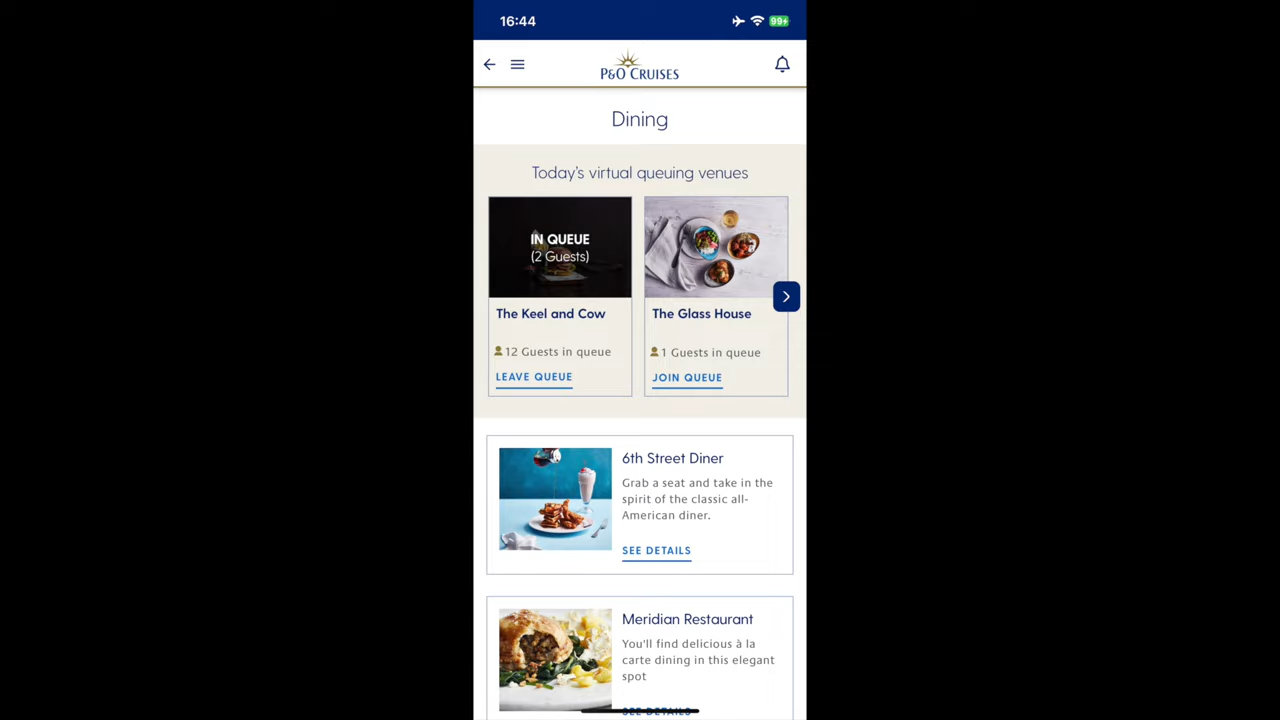 16:44
99+
P&O CRUISES
Dining
Today's virtual queuing venues
IN QUEUE
(2 Guests)
The Keel and Cow
12 Guests in queue
LEAVE QUEUE
The Glass House
1 Guests in queue
JOIN QUEUE
6th Street Diner
Grab a seat and take in the
spirit of the classic all-
American diner.
SEE DETAILS
Meridian Restaurant
You'll find delicious à la
carte dining in this elegant
spot
SEE DETAILS